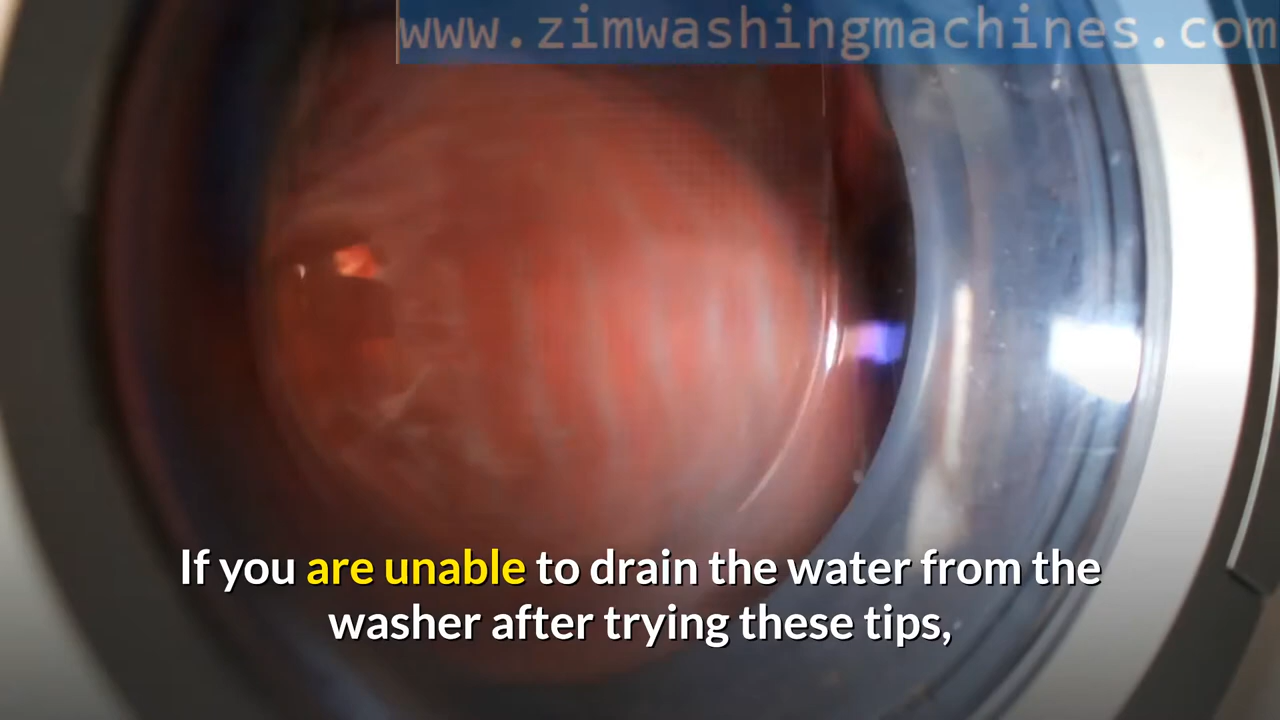 www.zimwashingmachines.com
If you are unable to drain the water from the
washer after trying these tips,